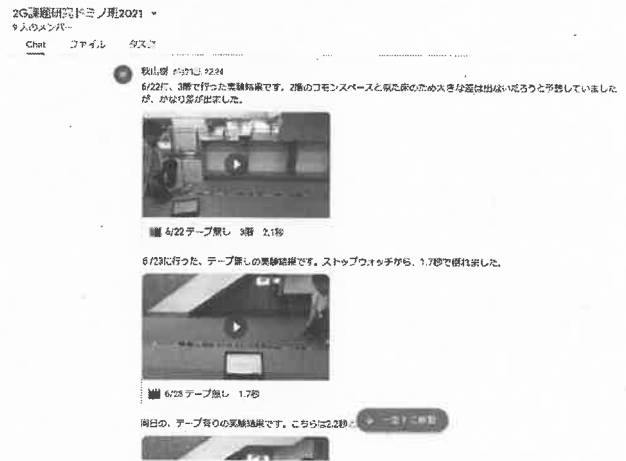 2G課題研究ドミノ班2021
9人のメンバー
Chat ファイル タスク
6/22に、3階で行った実験結果です。2階のコモンスペースと似た床のため大きな差は出ないだろうと予想していました
が、かなり差が出ました。
6/22 テープ無し 3階 2.1秒
6/23に行った、テープ無しの実験結果です。ストップウォッチから、1.7秒で倒れました。
6/23 テープ無し 1.7秒
同日の、テープ有りの実験結果です。こちらは2.2秒